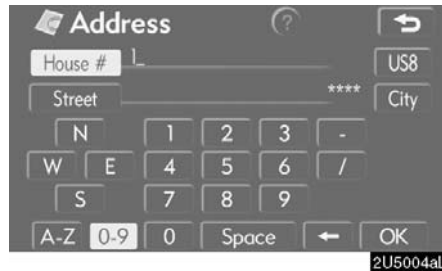 Address ?
House # 1_ US8
Street **** City
N 1 2 3 -
W E 4 5 6 /
S 7 8 9
A-Z 0-9 0 Space ← OK
2U5004aL